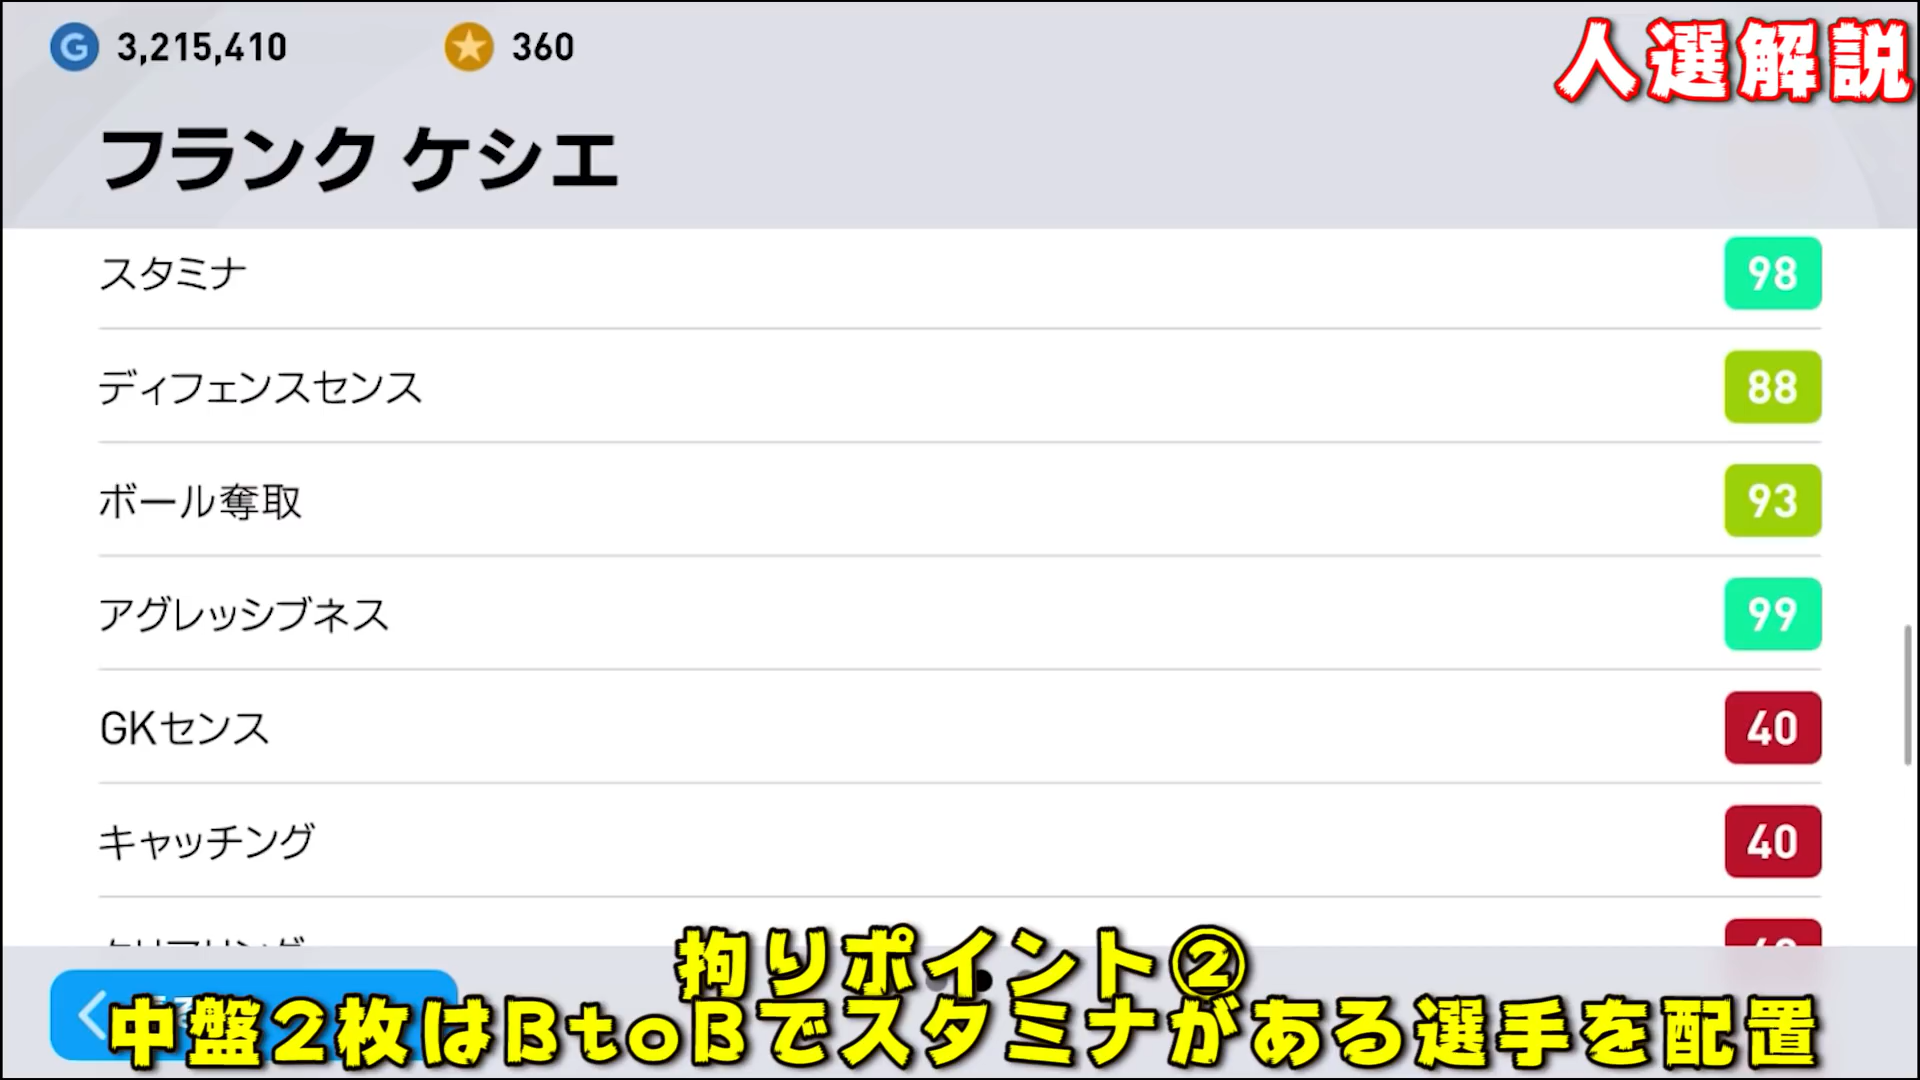 G 3,215,410 360
人選解説
フランク ケシエ
スタミナ 98
ディフェンスセンス 88
ボール奪取 93
アグレッシブネス 99
GKセンス 40
キャッチング 40
拘りポイント②
中盤2枚はBtoBでスタミナがある選手を配置